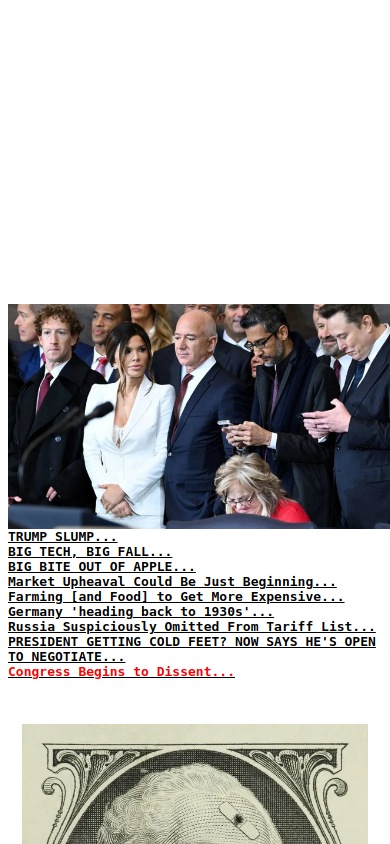 TRUMP SLUMP...
BIG TECH, BIG FALL...
BIG BITE OUT OF APPLE...
Market Upheaval Could Be Just Beginning...
Farming [and Food] to Get More Expensive...
Germany 'heading back to 1930s'...
Russia Suspiciously Omitted From Tariff List...
PRESIDENT GETTING COLD FEET? NOW SAYS HE'S OPEN
TO NEGOTIATE...
Congress Begins to Dissent...